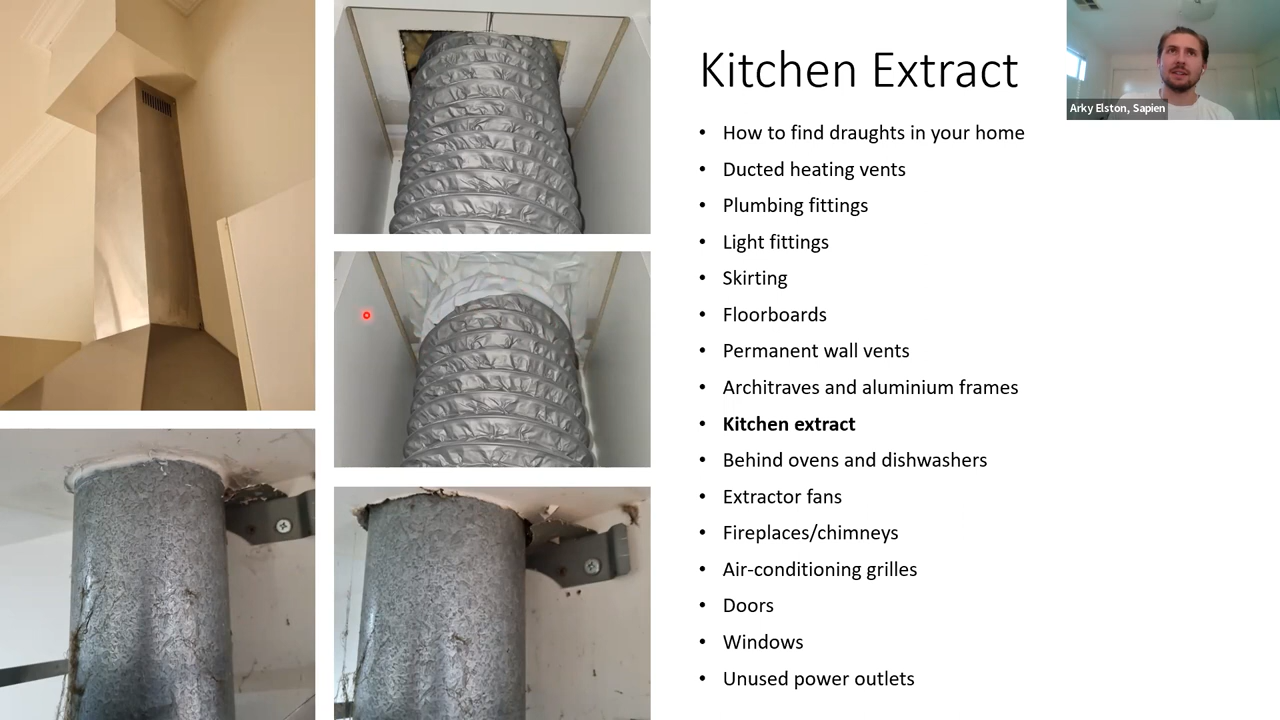 Kitchen Extract
Arky Elston, Sapien
• How to find draughts in your home
• Ducted heating vents
• Plumbing fittings
• Light fittings
• Skirting
• Floorboards
• Permanent wall vents
• Architraves and aluminium frames
• Kitchen extract
• Behind ovens and dishwashers
• Extractor fans
• Fireplaces/chimneys
• Air-conditioning grilles
• Doors
• Windows
• Unused power outlets